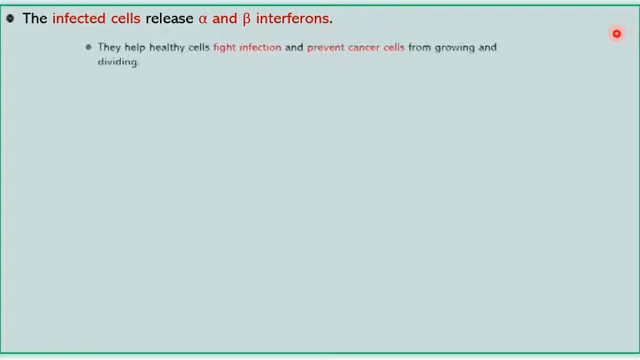 The infected cells release α and β interferons.
They help healthy cells fight infection and prevent cancer cells from growing and
dividing.